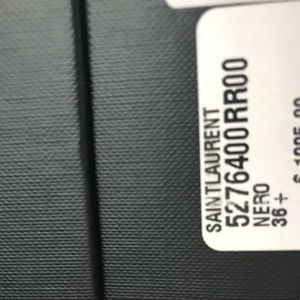 SAINTLAURENT
5276400RR00
NERO
36+